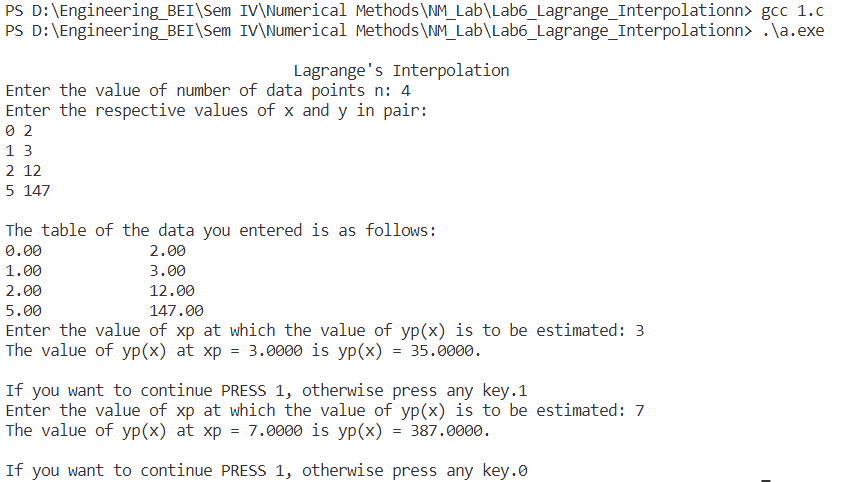 PS D:\Engineering_BEI\Sem IV\Numerical Methods\NM_Lab\Lab6_Lagrange_Interpolationn> gcc 1.c
PS D:\Engineering_BEI\Sem IV\Numerical Methods\NM_Lab\Lab6_Lagrange_Interpolationn> .\a.exe
Lagrange's Interpolation
Enter the value of number of data points n: 4
Enter the respective values of x and y in pair:
0 2
1 3
2 12
5 147
The table of the data you entered is as follows:
0.00 2.00
1.00 3.00
2.00 12.00
5.00 147.00
Enter the value of xp at which the value of yp(x) is to be estimated: 3
The value of yp(x) at xp = 3.0000 is yp(x) = 35.0000.
If you want to continue PRESS 1, otherwise press any key.1
Enter the value of xp at which the value of yp(x) is to be estimated: 7
The value of yp(x) at xp = 7.0000 is yp(x) = 387.0000.
If you want to continue PRESS 1, otherwise press any key.0